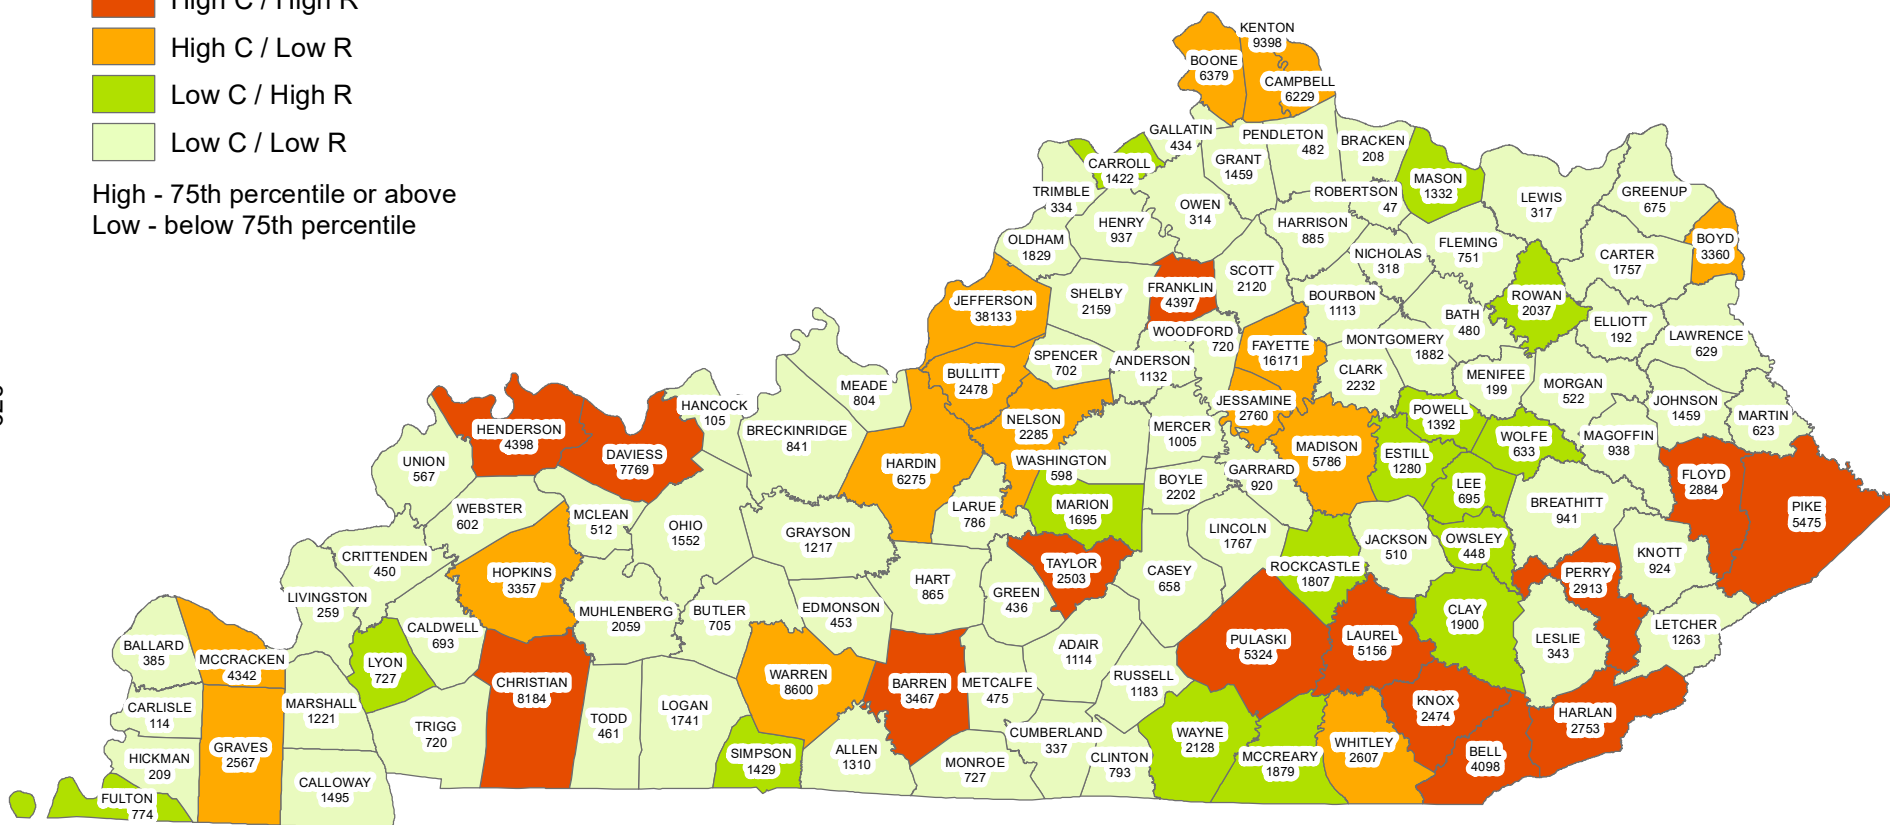 High C / High R
High C / Low R
Low C / High R
Low C / Low R
High - 75th percentile or above
Low - below 75th percentile
KENTON
9398
BOONE
6379
CAMPBELL
6229
GALLATIN
434
PENDLETON
482
BRACKEN
208
CARROLL
1422
GRANT
1459
MASON
1332
TRIMBLE
334
ROBERTSON
47
LEWIS
317
GREENUP
675
OWEN
314
HENRY
937
HARRISON
885
OLDHAM
1829
NICHOLAS
318
FLEMING
751
CARTER
1757
BOYD
3360
JEFFERSON
38133
SHELBY
2159
FRANKLIN
4397
SCOTT
2120
BOURBON
1113
BATH
480
ROWAN
2037
ELLIOTT
192
LAWRENCE
629
WOODFORD
720
SPENCER
702
ANDERSON
1132
FAYETTE
16171
MONTGOMERY
1882
CLARK
2232
MENIFEE
199
MORGAN
522
JOHNSON
1459
MARTIN
623
BULLITT
2478
MEADE
804
HANCOCK
105
BRECKINRIDGE
841
NELSON
2285
JESSAMINE
2760
MERCER
1005
POWELL
1392
WOLFE
633
MAGOFFIN
938
HENDERSON
4398
DAVIESS
7769
UNION
567
HARDIN
6275
WASHINGTON
598
GARRARD
920
MADISON
5786
ESTILL
1280
LEE
695
FLOYD
2884
PIKE
5475
WEBSTER
602
MCLEAN
512
OHIO
1552
GRAYSON
1217
LARUE
786
MARION
1695
BOYLE
2202
LINCOLN
1767
JACKSON
510
OWSLEY
448
BREATHITT
941
KNOTT
924
CRITTENDEN
450
HOPKINS
3357
TAYLOR
2503
CASEY
658
ROCKCASTLE
1807
PERRY
2913
LIVINGSTON
259
CALDWELL
693
MUHLENBERG
2059
BUTLER
705
EDMONSON
453
HART
865
GREEN
436
CLAY
1900
LESLIE
343
LETCHER
1263
BALLARD
385
MCCRACKEN
4342
LYON
727
CHRISTIAN
8184
WARREN
8600
BARREN
3467
METCALFE
475
ADAIR
1114
RUSSELL
1183
PULASKI
5324
LAUREL
5156
KNOX
2474
HARLAN
2753
CARLISLE
114
MARSHALL
1221
TRIGG
720
TODD
461
LOGAN
1741
HICKMAN
209
GRAVES
2567
CALLOWAY
1495
SIMPSON
1429
ALLEN
1310
MONROE
727
CUMBERLAND
337
CLINTON
793
WAYNE
2128
MCCREARY
1879
WHITLEY
2607
BELL
4098
FULTON
774